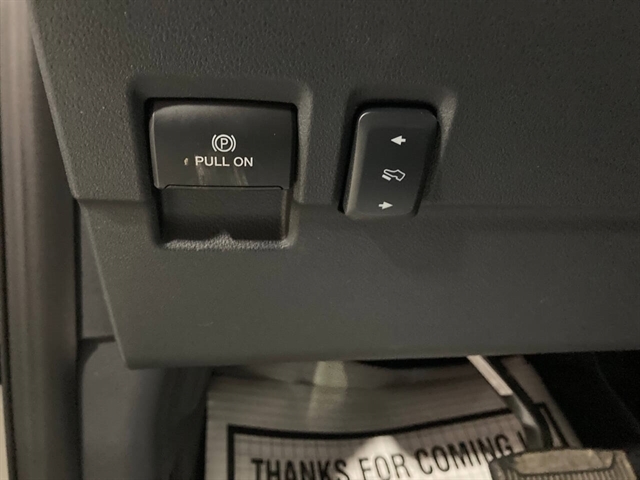 PULL ON
THANKS FOR COMING